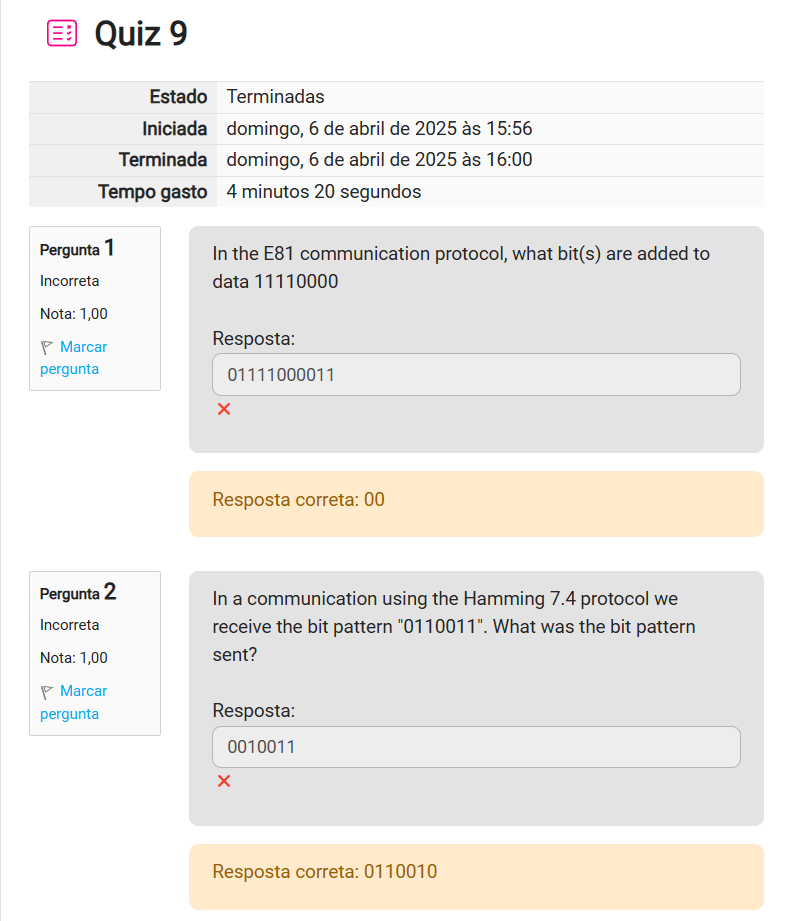 Quiz 9
Estado Terminadas
Iniciada domingo, 6 de abril de 2025 às 15:56
Terminada domingo, 6 de abril de 2025 às 16:00
Tempo gasto 4 minutos 20 segundos
Pergunta 1
Incorreta
Nota: 1,00
Marcar
pergunta
In the E81 communication protocol, what bit(s) are added to
data 11110000
Resposta:
01111000011
Resposta correta: 00
Pergunta 2
Incorreta
Nota: 1,00
Marcar
pergunta
In a communication using the Hamming 7.4 protocol we
receive the bit pattern "0110011". What was the bit pattern
sent?
Resposta:
0010011
Resposta correta: 0110010